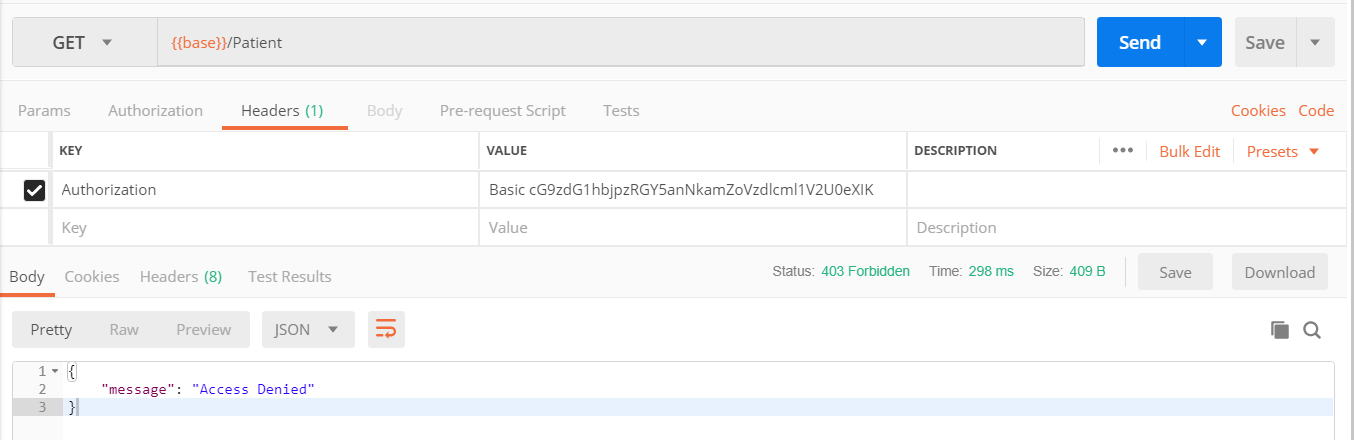 GET {{base}}/Patient Send Save
Params Authorization Headers (1) Body Pre-request Script Tests Cookies Code
KEY VALUE DESCRIPTION ••• Bulk Edit Presets
Authorization Basic cG9zdG1hbjpzRGY5anNkamZoVzdlcml1V2U0eXIK
Key Value Description
Body Cookies Headers (8) Test Results Status: 403 Forbidden Time: 298 ms Size: 409 B Save Download
Pretty Raw Preview JSON
1 {
2 "message": "Access Denied"
3 }